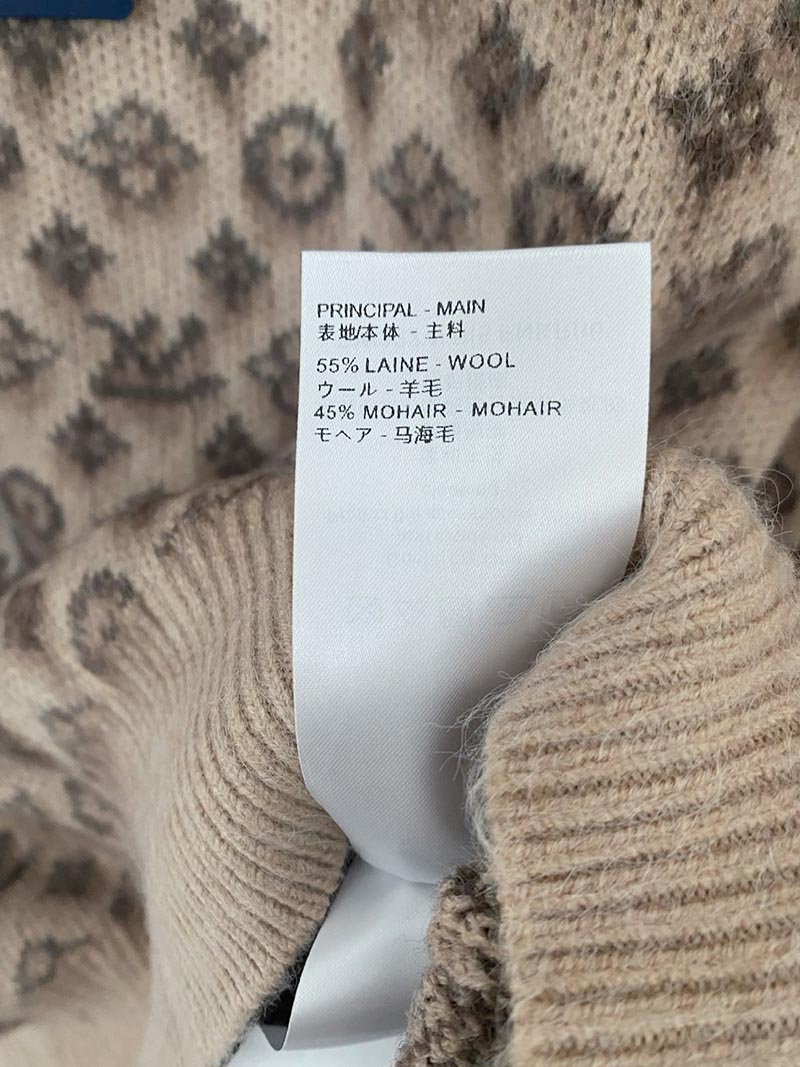 PRINCIPAL - MAIN
表地/本体 - 主料
55% LAINE - WOOL
ウール - 羊毛
45% MOHAIR - MOHAIR
モヘア - 马海毛